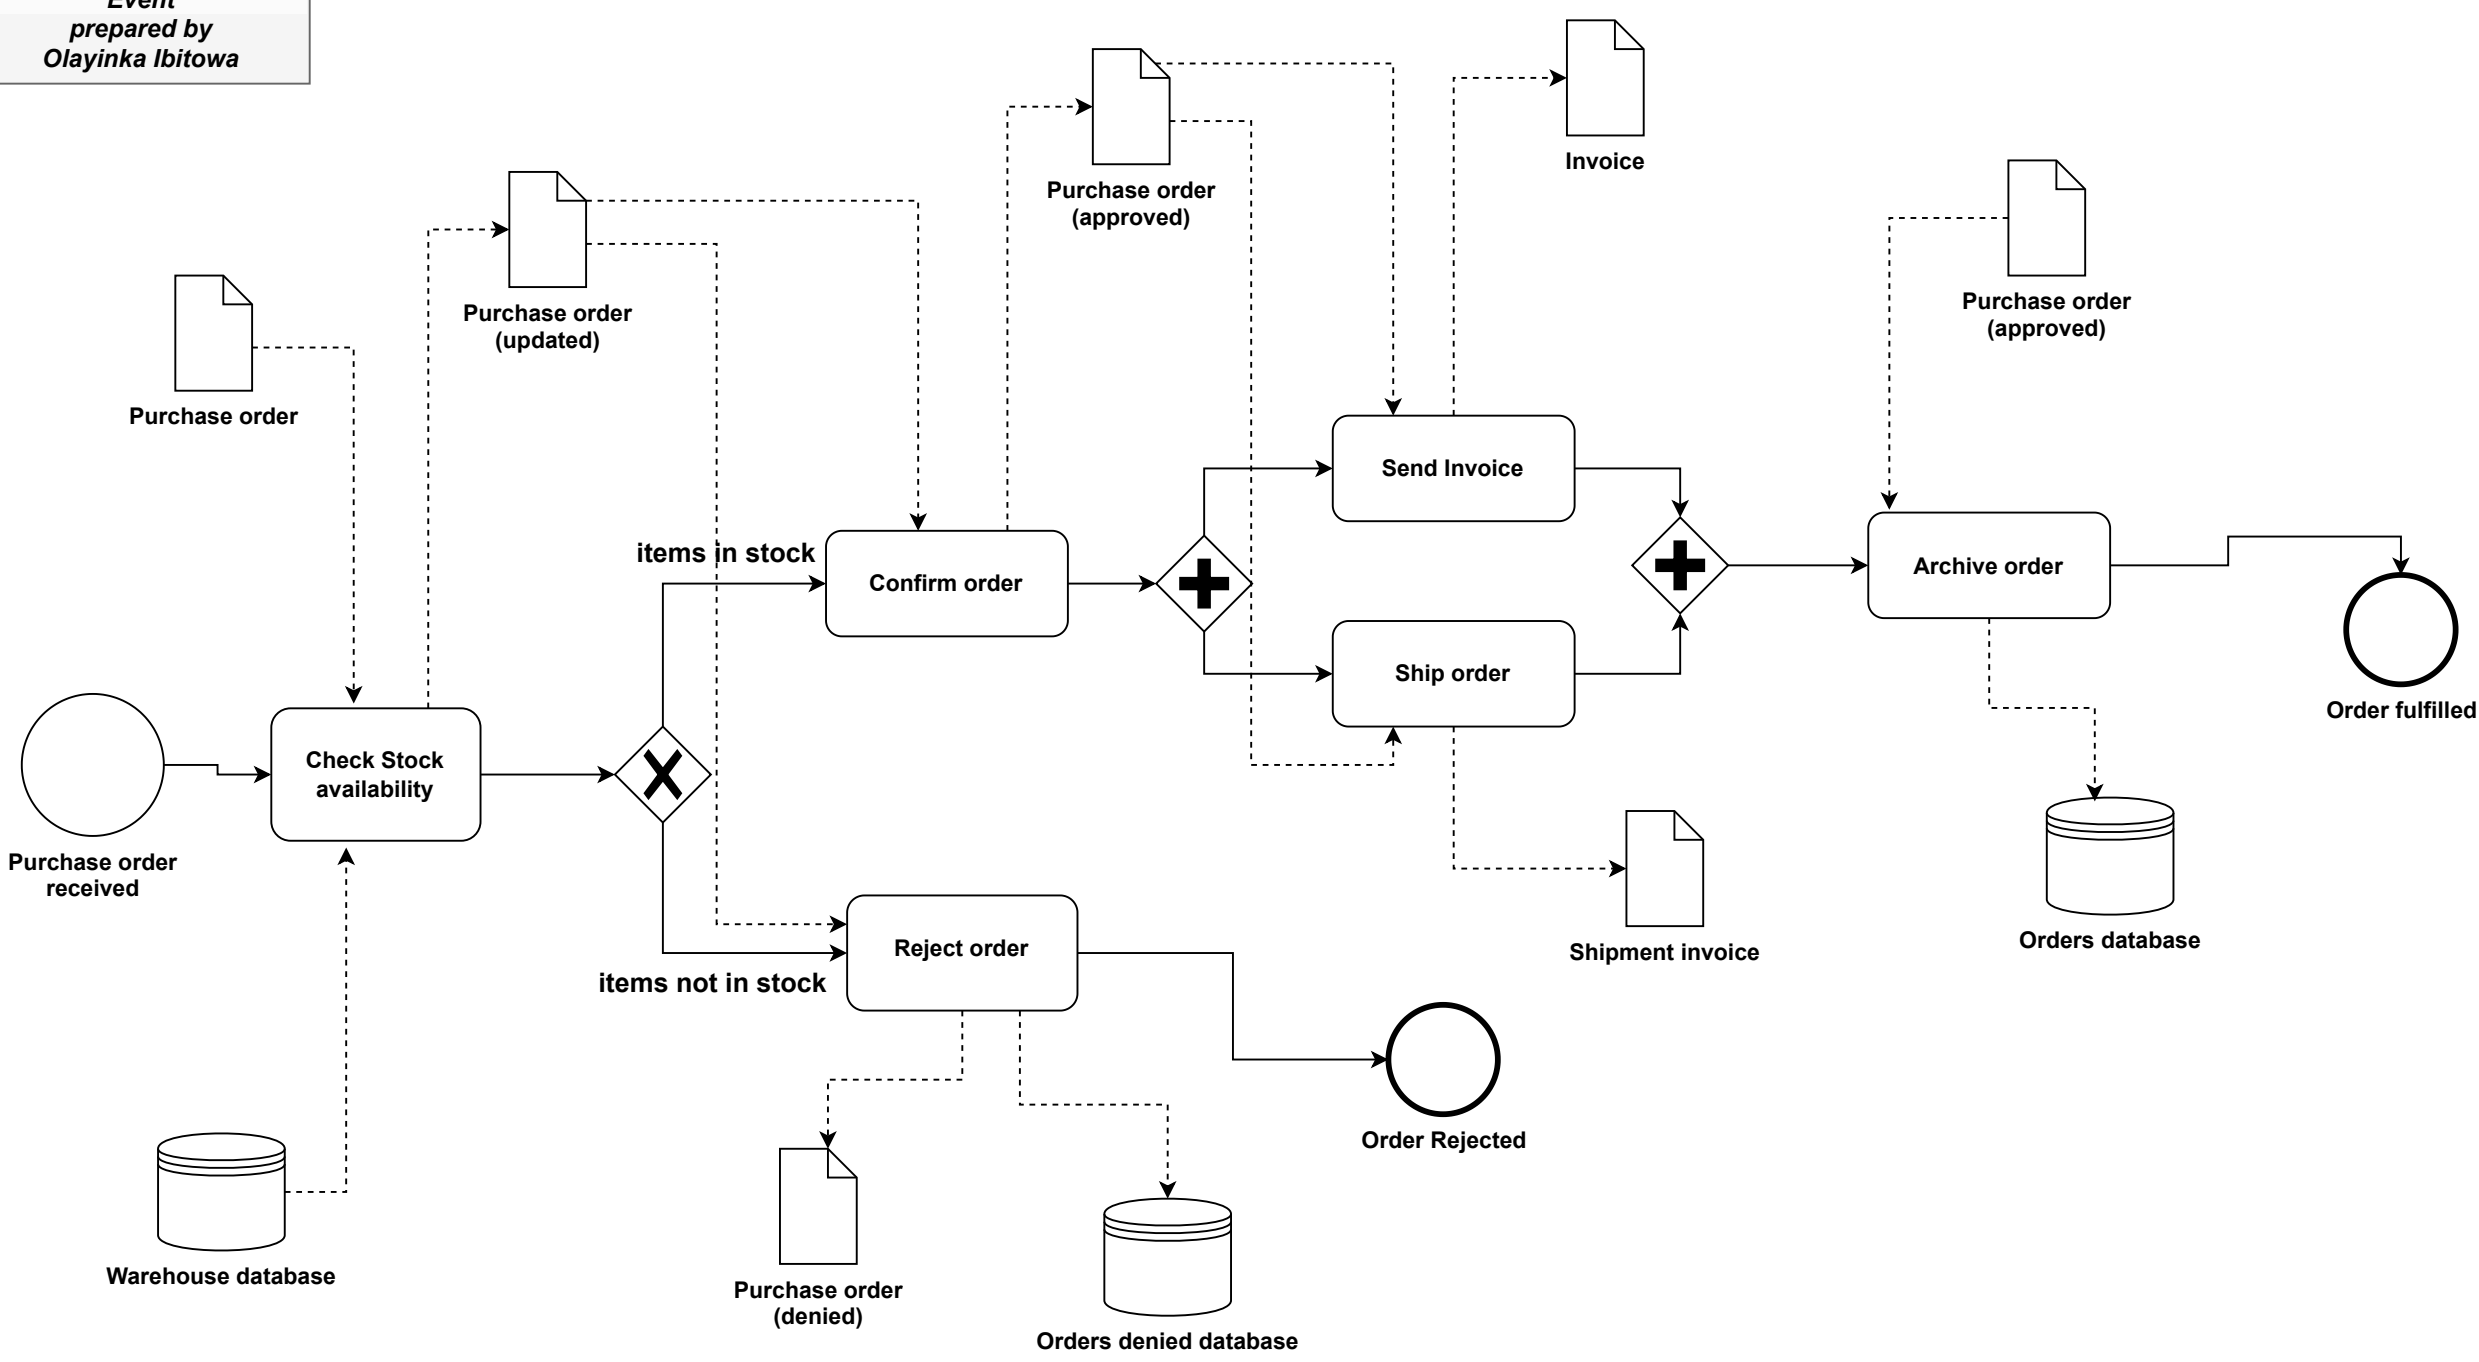 Event
prepared by
Olayinka Ibitowa
Invoice
Purchase order
(approved)
Purchase order
(updated)
Purchase order
(approved)
Purchase order
Send Invoice
items in stock
Confirm order
Archive order
Ship order
Order fulfilled
Check Stock
availability
Purchase order
received
Reject order
items not in stock
Shipment invoice
Orders database
Order Rejected
Warehouse database
Purchase order
(denied)
Orders denied database